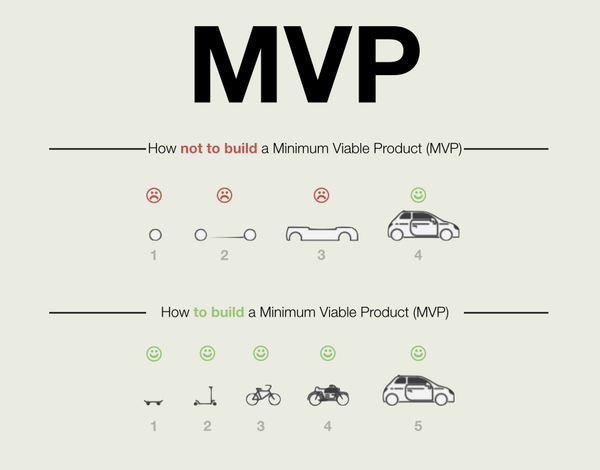 MVP
How not to build a Minimum Viable Product (MVP)
1 2 3 4
How to build a Minimum Viable Product (MVP)
1 2 3 4 5